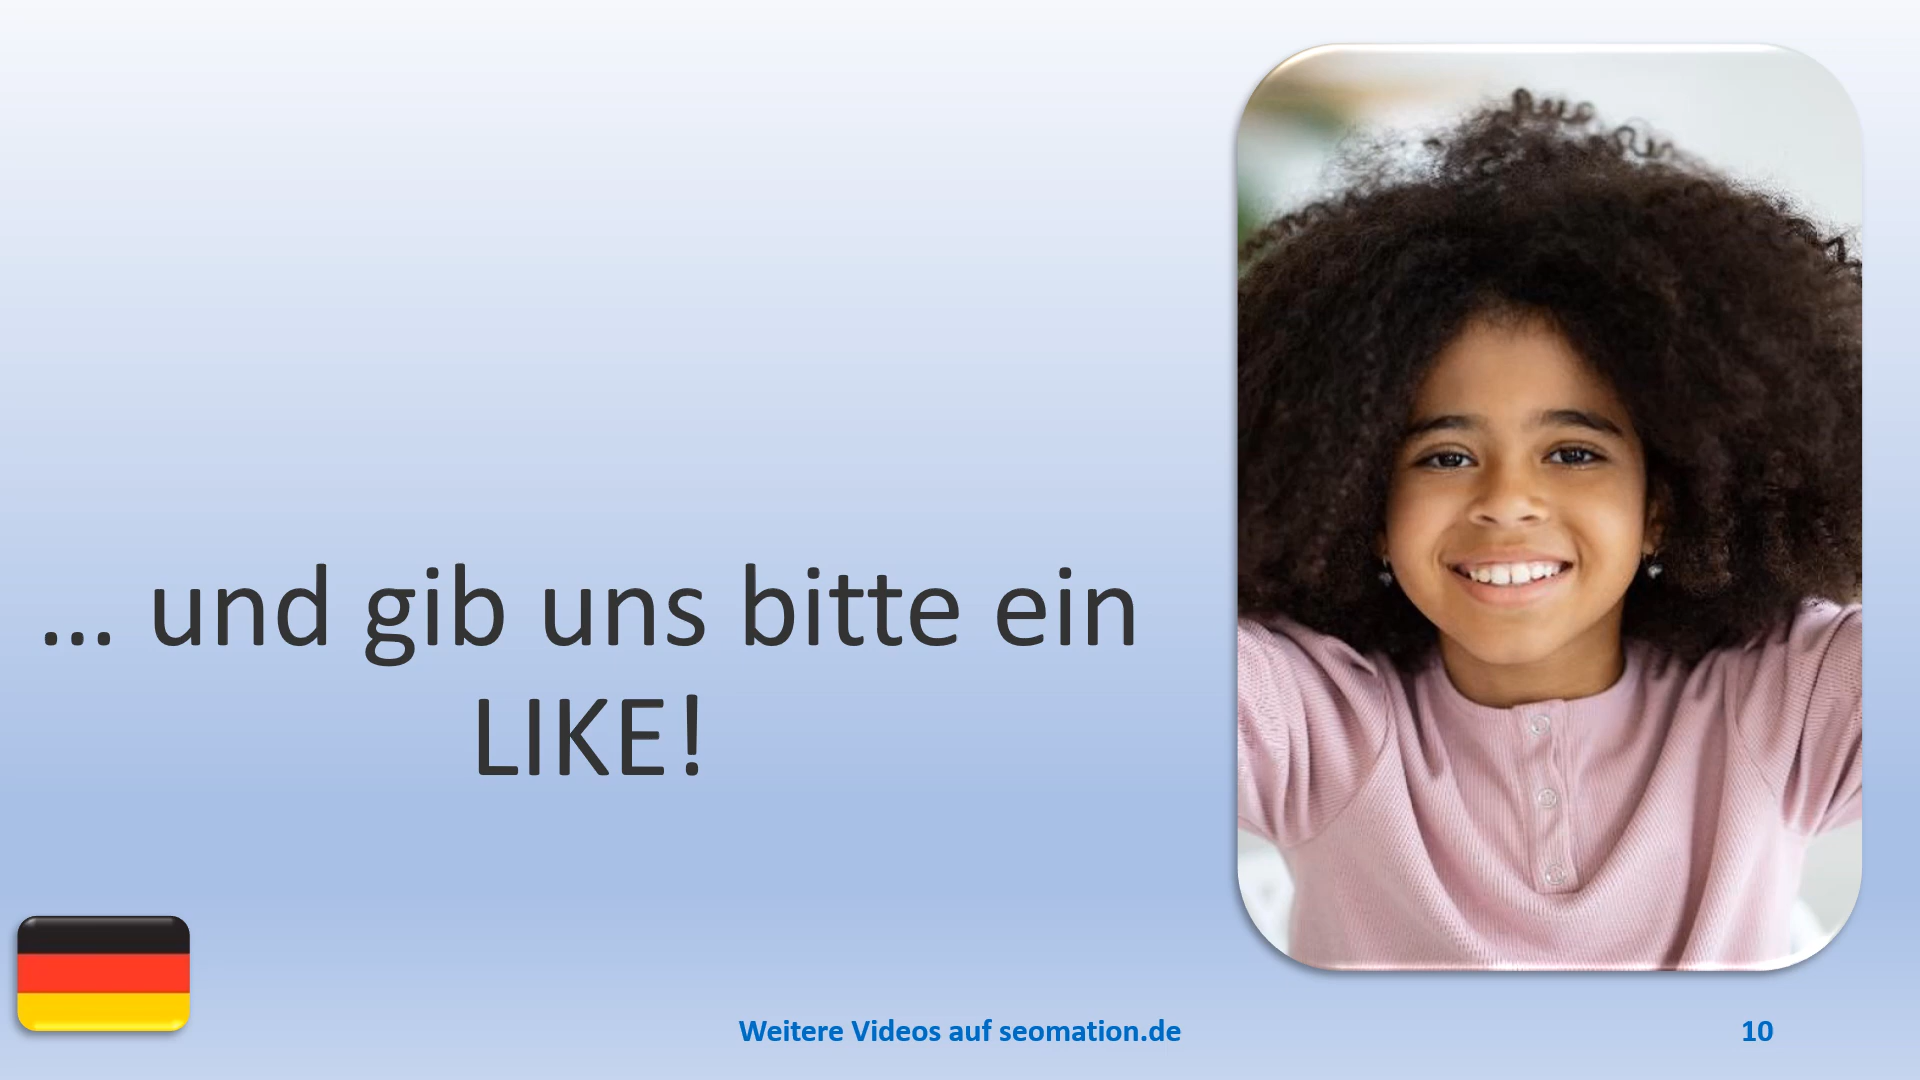 ... und gib uns bitte ein
LIKE!
Weitere Videos auf seomation.de
10